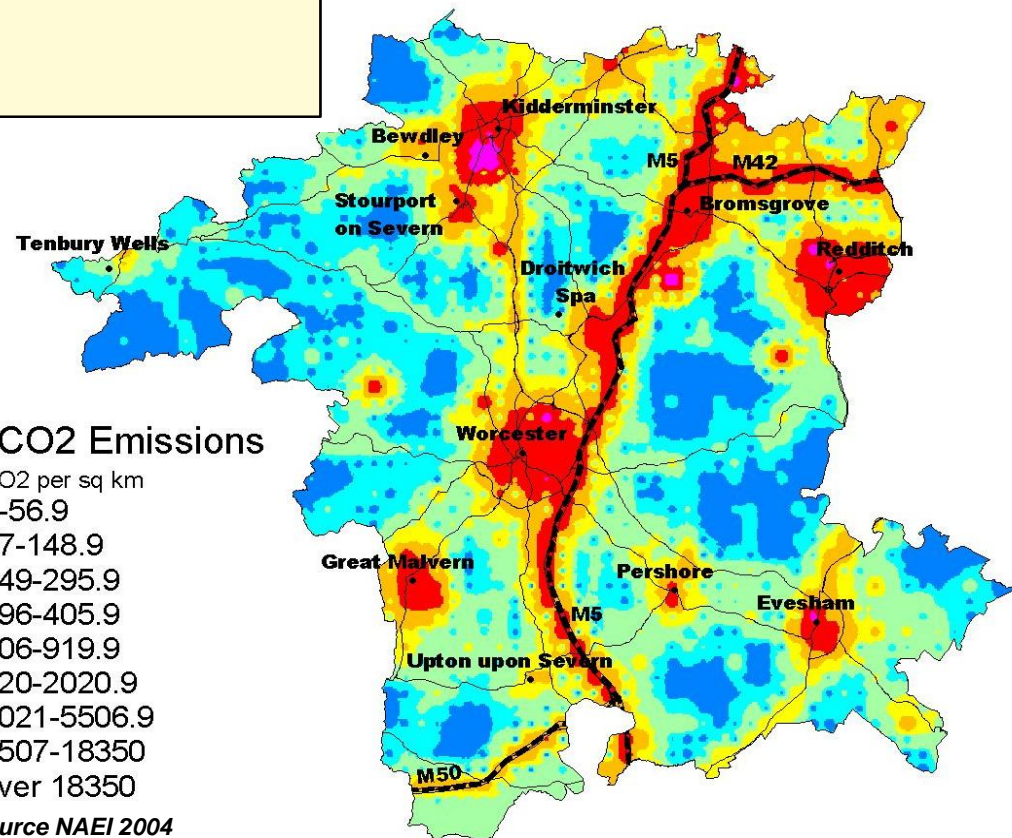 Kidderminster
Bewdley
M5
M42
Stourport
on Severn
Bromsgrove
Tenbury Wells
Redditch
Droitwich
Spa
Worcester
Great Malvern
Pershore
Evesham
M5
Upton upon Severn
M50
CO2 Emissions
O2 per sq km
-56.9
7-148.9
49-295.9
96-405.9
06-919.9
20-2020.9
021-5506.9
507-18350
ver 18350
urce NAEI 2004